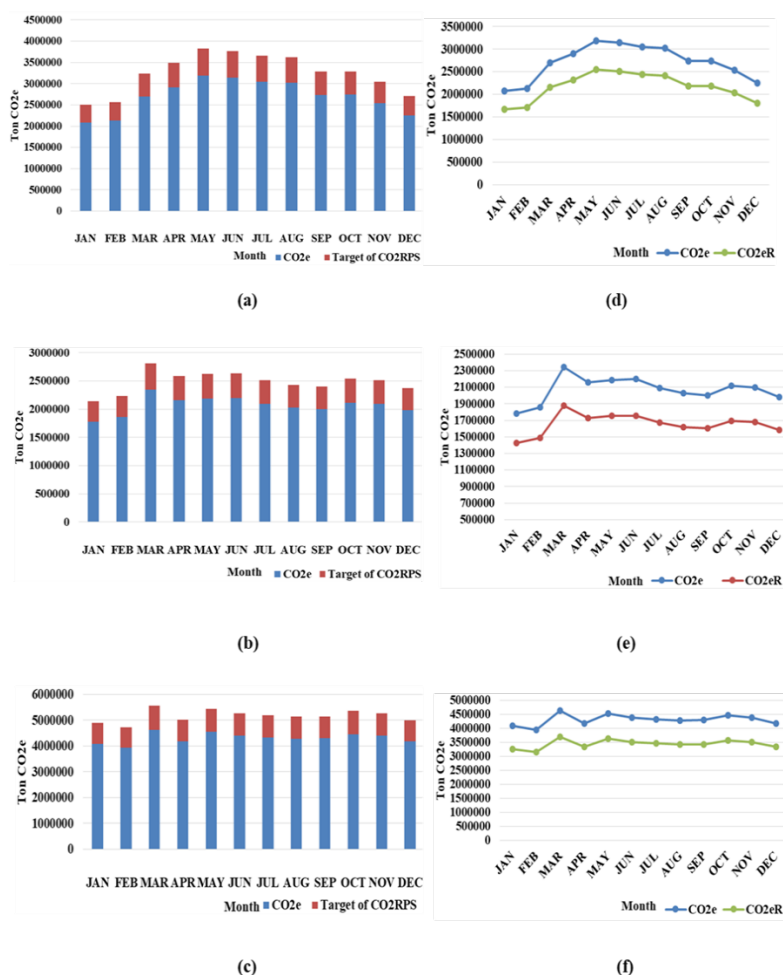 4500000
4000000
3500000
3000000
2500000
2000000
1500000
1000000
500000
0
Ton CO2e
JAN FEB MAR APR MAY JUN JUL AUG SEP OCT NOV DEC
Month CO2e Target of CO2RPS
(a)
3500000
3000000
2500000
2000000
1500000
1000000
500000
0
Ton CO2e
JAN FEB MAR APR MAY JUN JUL AUG SEP OCT NOV DEC
Month CO2e CO2eR
(d)
3000000
2500000
2000000
1500000
1000000
500000
0
Ton CO2e
JAN FEB MAR APR MAY JUN JUL AUG SEP OCT NOV DEC
Month CO2e Target of CO2RPS
(b)
2500000
2300000
2100000
1900000
1700000
1500000
1300000
1100000
900000
700000
500000
Ton CO2e
JAN FEB MAR APR MAY JUN JUL AUG SEP OCT NOV DEC
Month CO2e CO2eR
(e)
6000000
5000000
4000000
3000000
2000000
1000000
0
Ton CO2e
JAN FEB MAR APR MAY JUN JUL AUG SEP OCT NOV DEC
Month CO2e Target of CO2RPS
(c)
5000000
4500000
4000000
3500000
3000000
2500000
2000000
1500000
1000000
500000
0
Ton CO2e
JAN FEB MAR APR MAY JUN JUL AUG SEP OCT NOV DEC
Month CO2e CO2eR
(f)